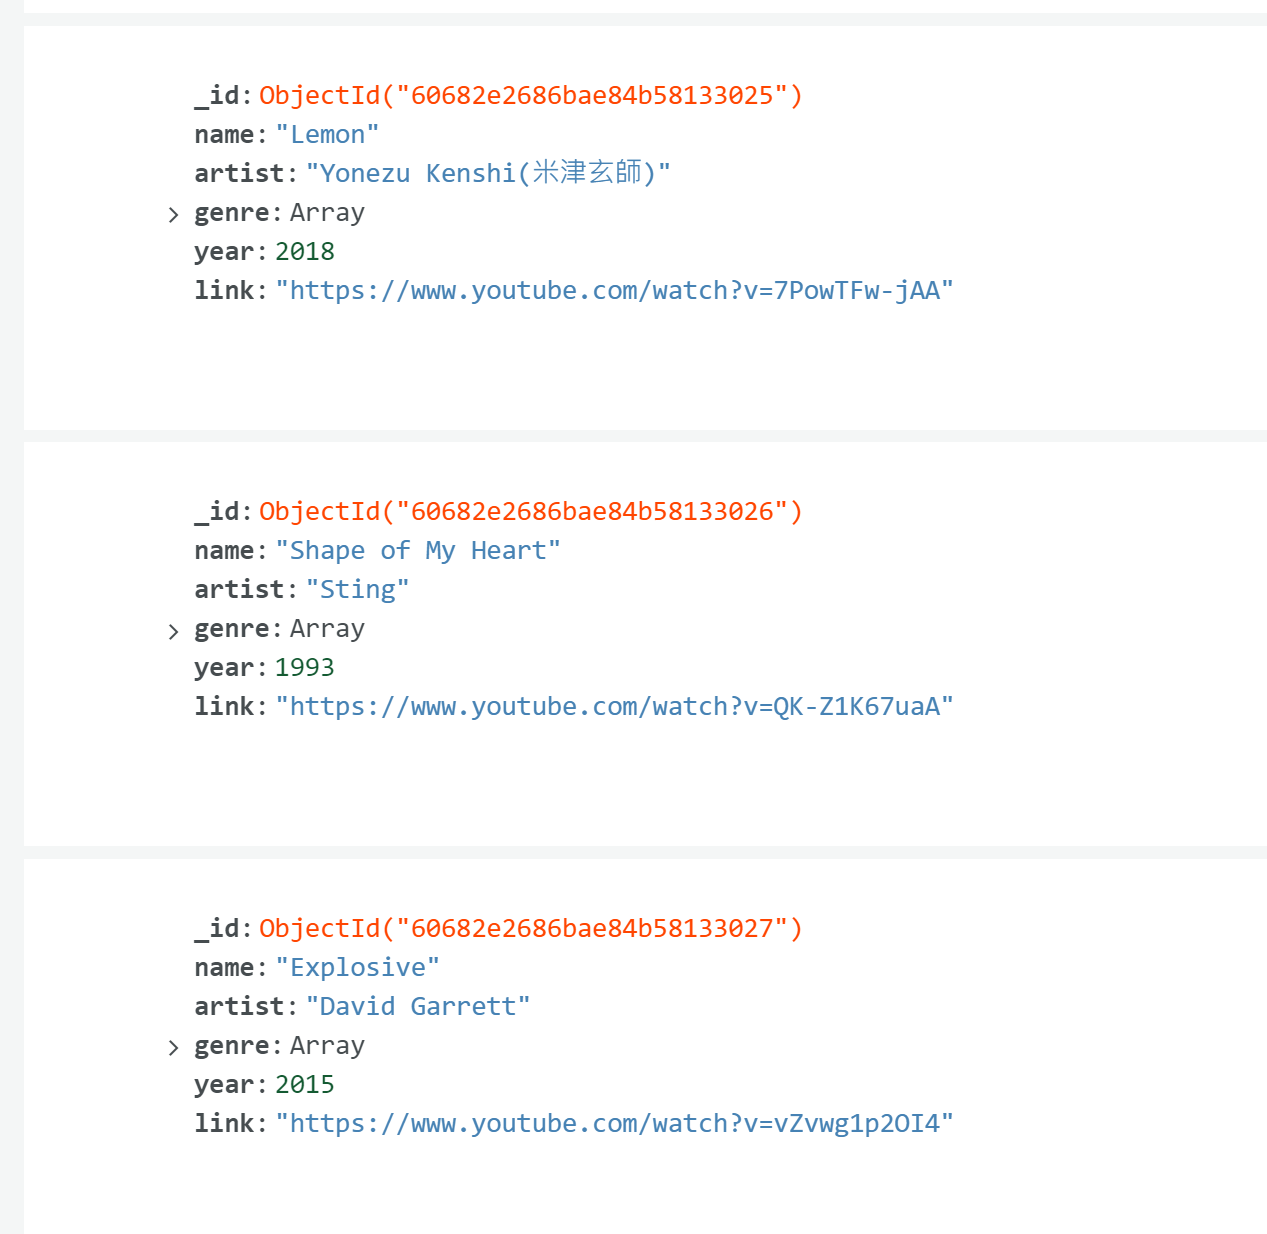 _id: ObjectId("60682e2686bae84b58133025")
name: "Lemon"
artist: "Yonezu Kenshi(米津玄師)"
genre: Array
year: 2018
link: "https://www.youtube.com/watch?v=7PowTFw-jAA"
_id: ObjectId("60682e2686bae84b58133026")
name: "Shape of My Heart"
artist: "Sting"
genre: Array
year: 1993
link: "https://www.youtube.com/watch?v=QK-Z1K67uaA"
_id: ObjectId("60682e2686bae84b58133027")
name: "Explosive"
artist: "David Garrett"
genre: Array
year: 2015
link: "https://www.youtube.com/watch?v=vZvwg1p2OI4"